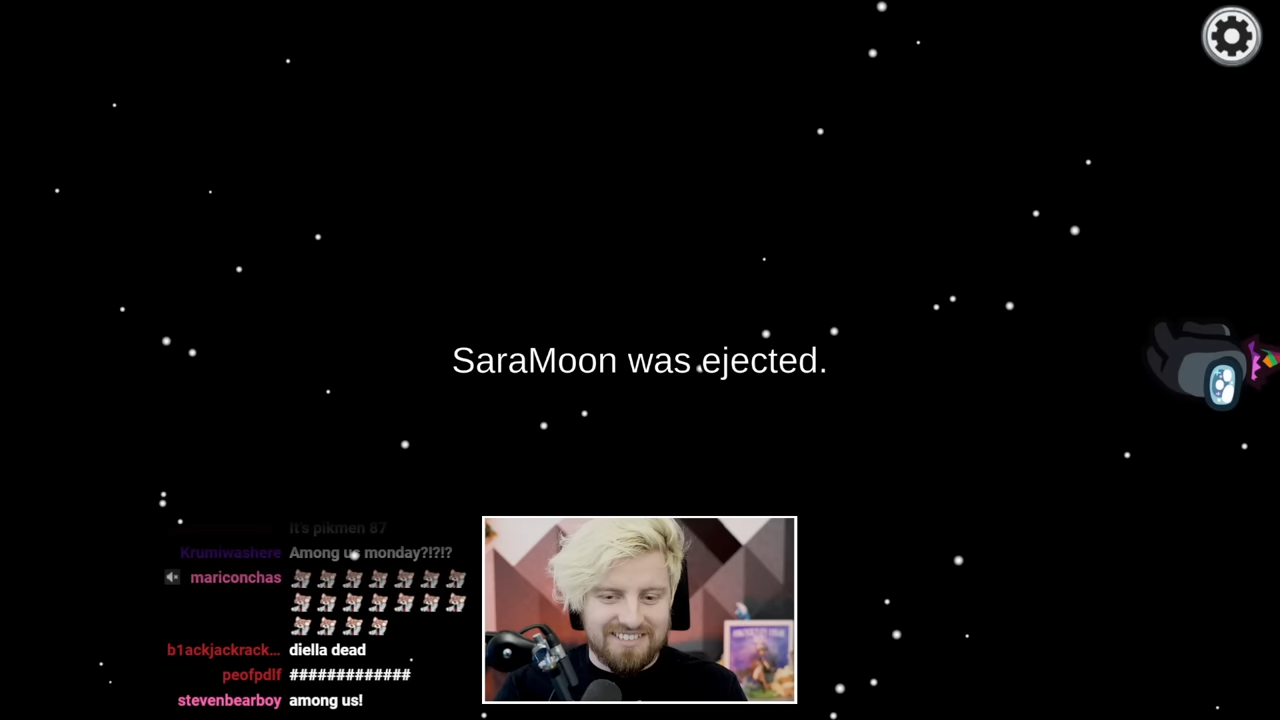 SaraMoon was ejected.
It's pikmen 87
Krumiwashere Among us monday?!?!?
mariconchas
b1ackjackrack… diella dead
peofpdlf #############
stevenbearboy among us!